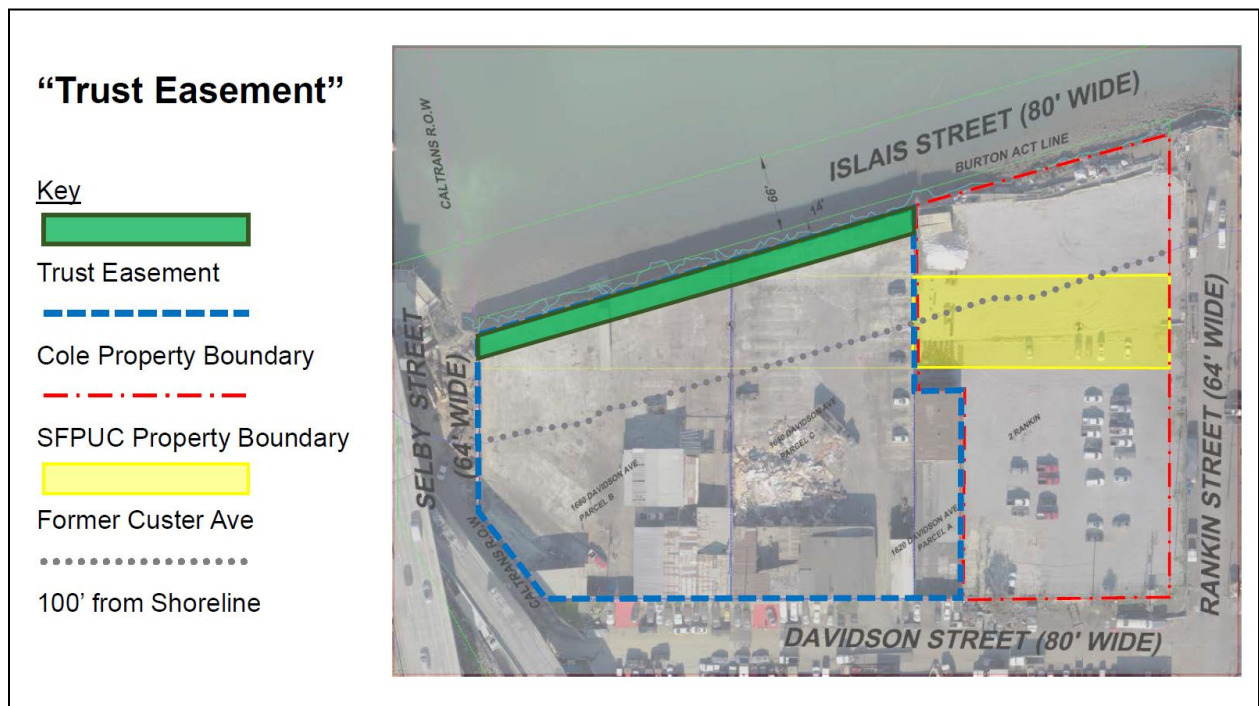 “Trust Easement”
Key
Trust Easement
Cole Property Boundary
SFPUC Property Boundary
Former Custer Ave
100' from Shoreline
CALTRANS R.O.W
ISLAIS STREET (80' WIDE)
BURTON ACT LINE
66'
14'
SELBY STREET
(64' WIDE)
CALTRANS R.O.W
1680 DAVIDSON AVE
PARCEL B
1660 DAVIDSON AVE
PARCEL C
1620 DAVIDSON AVE
PARCEL A
2 RANKIN
RANKIN STREET (64' WIDE)
DAVIDSON STREET (80' WIDE)